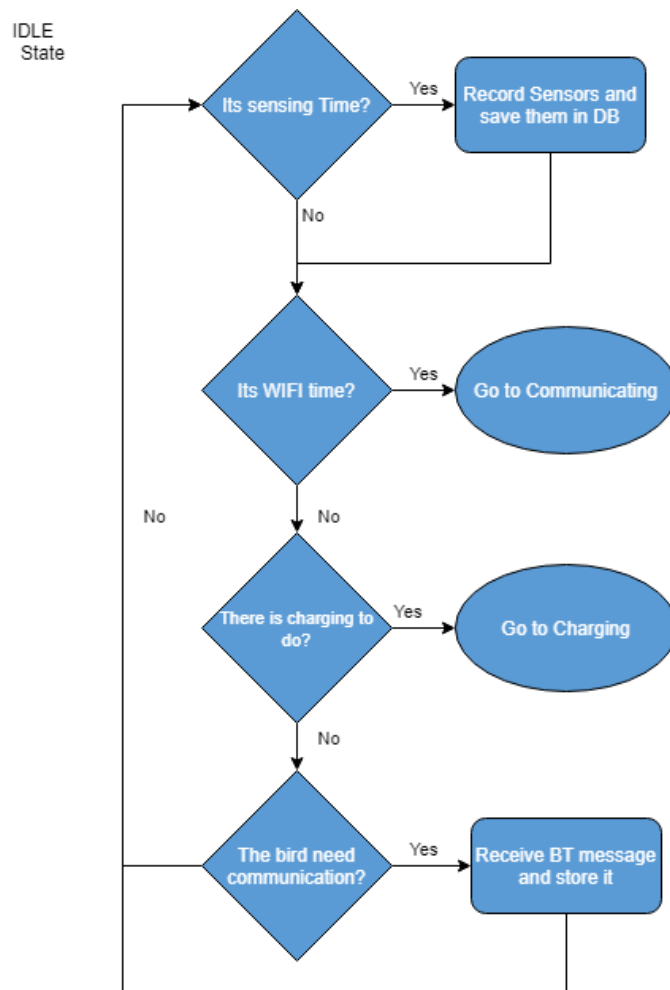 IDLE
State
Its sensing Time?
Yes
Record Sensors and
save them in DB
No
Its WIFI time?
Yes
Go to Communicating
No
No
There is charging to
do?
Yes
Go to Charging
No
The bird need
communication?
Yes
Receive BT message
and store it